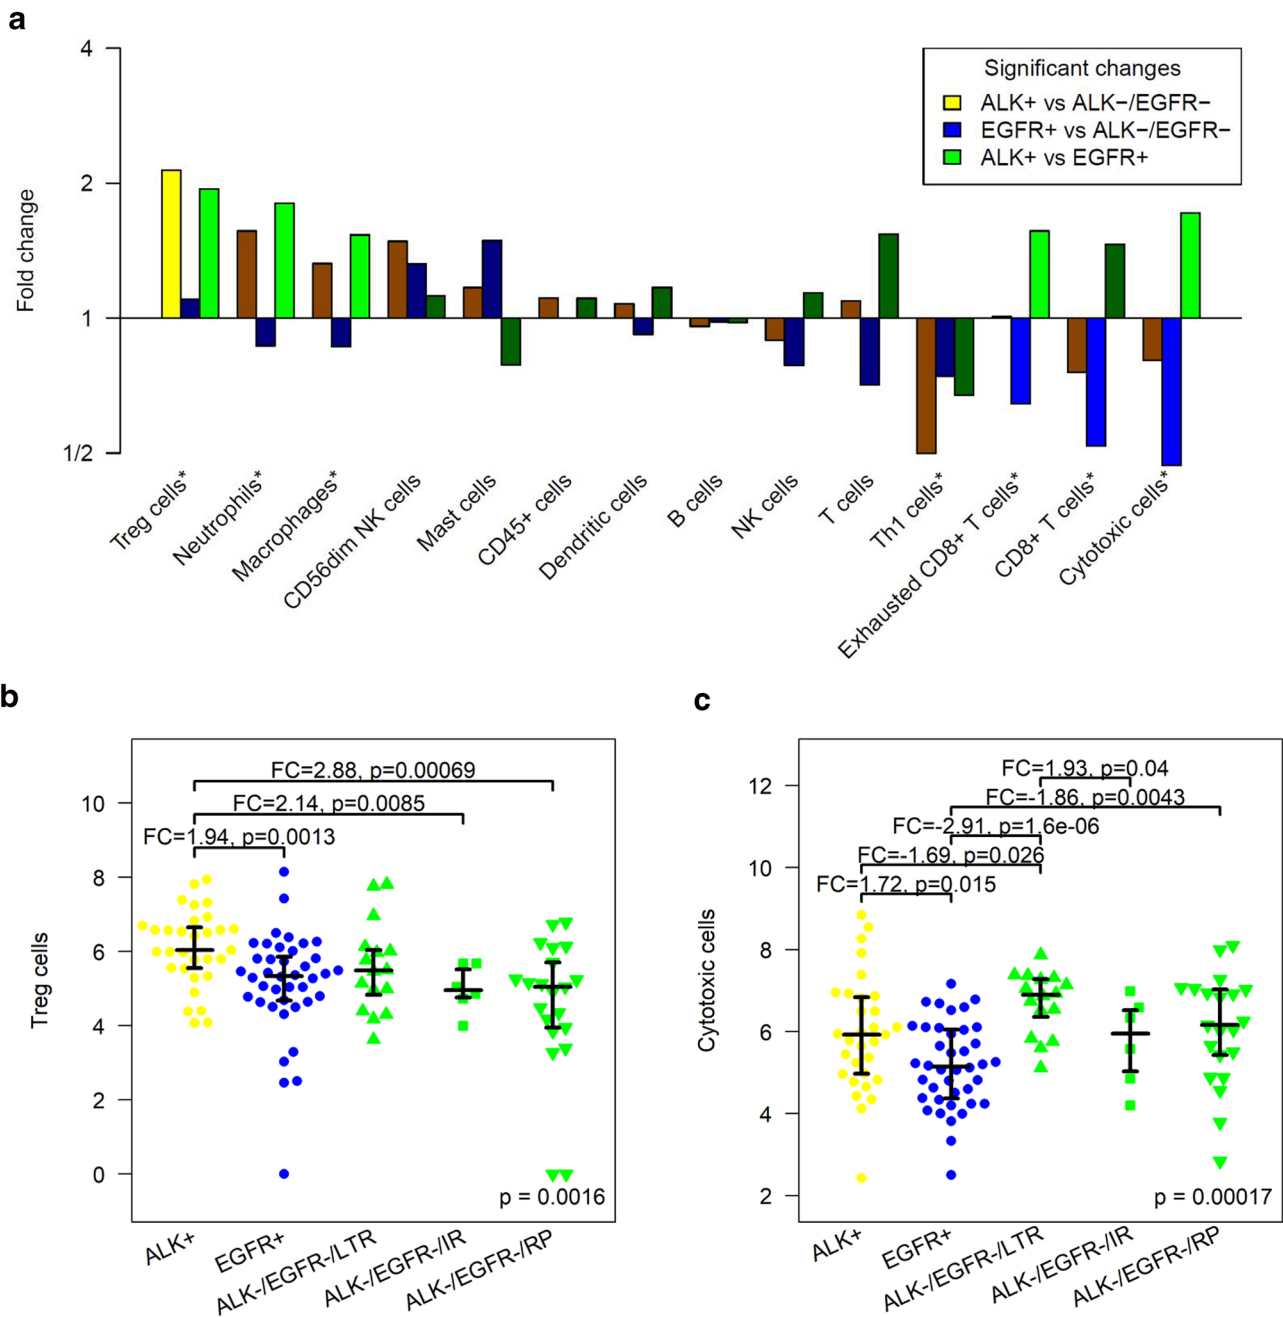 a
4
2
1
1/2
Fold change
Significant changes
ALK+ vs ALK−/EGFR−
EGFR+ vs ALK−/EGFR−
ALK+ vs EGFR+
Treg cells*
Neutrophils*
Macrophages*
CD56dim NK cells
Mast cells
CD45+ cells
Dendritic cells
B cells
NK cells
T cells
Th1 cells*
Exhausted CD8+ T cells*
CD8+ T cells*
Cytotoxic cells*
b
FC=2.88, p=0.00069
FC=2.14, p=0.0085
FC=1.94, p=0.0013
10
8
6
4
2
0
Treg cells
p = 0.0016
ALK+
EGFR+
ALK-/EGFR-/LTR
ALK-/EGFR-/IR
ALK-/EGFR-/RP
c
FC=1.93, p=0.04
FC=-1.86, p=0.0043
FC=-2.91, p=1.6e-06
FC=-1.69, p=0.026
FC=1.72, p=0.015
12
10
8
6
4
2
Cytotoxic cells
p = 0.00017
ALK+
EGFR+
ALK-/EGFR-/LTR
ALK-/EGFR-/IR
ALK-/EGFR-/RP